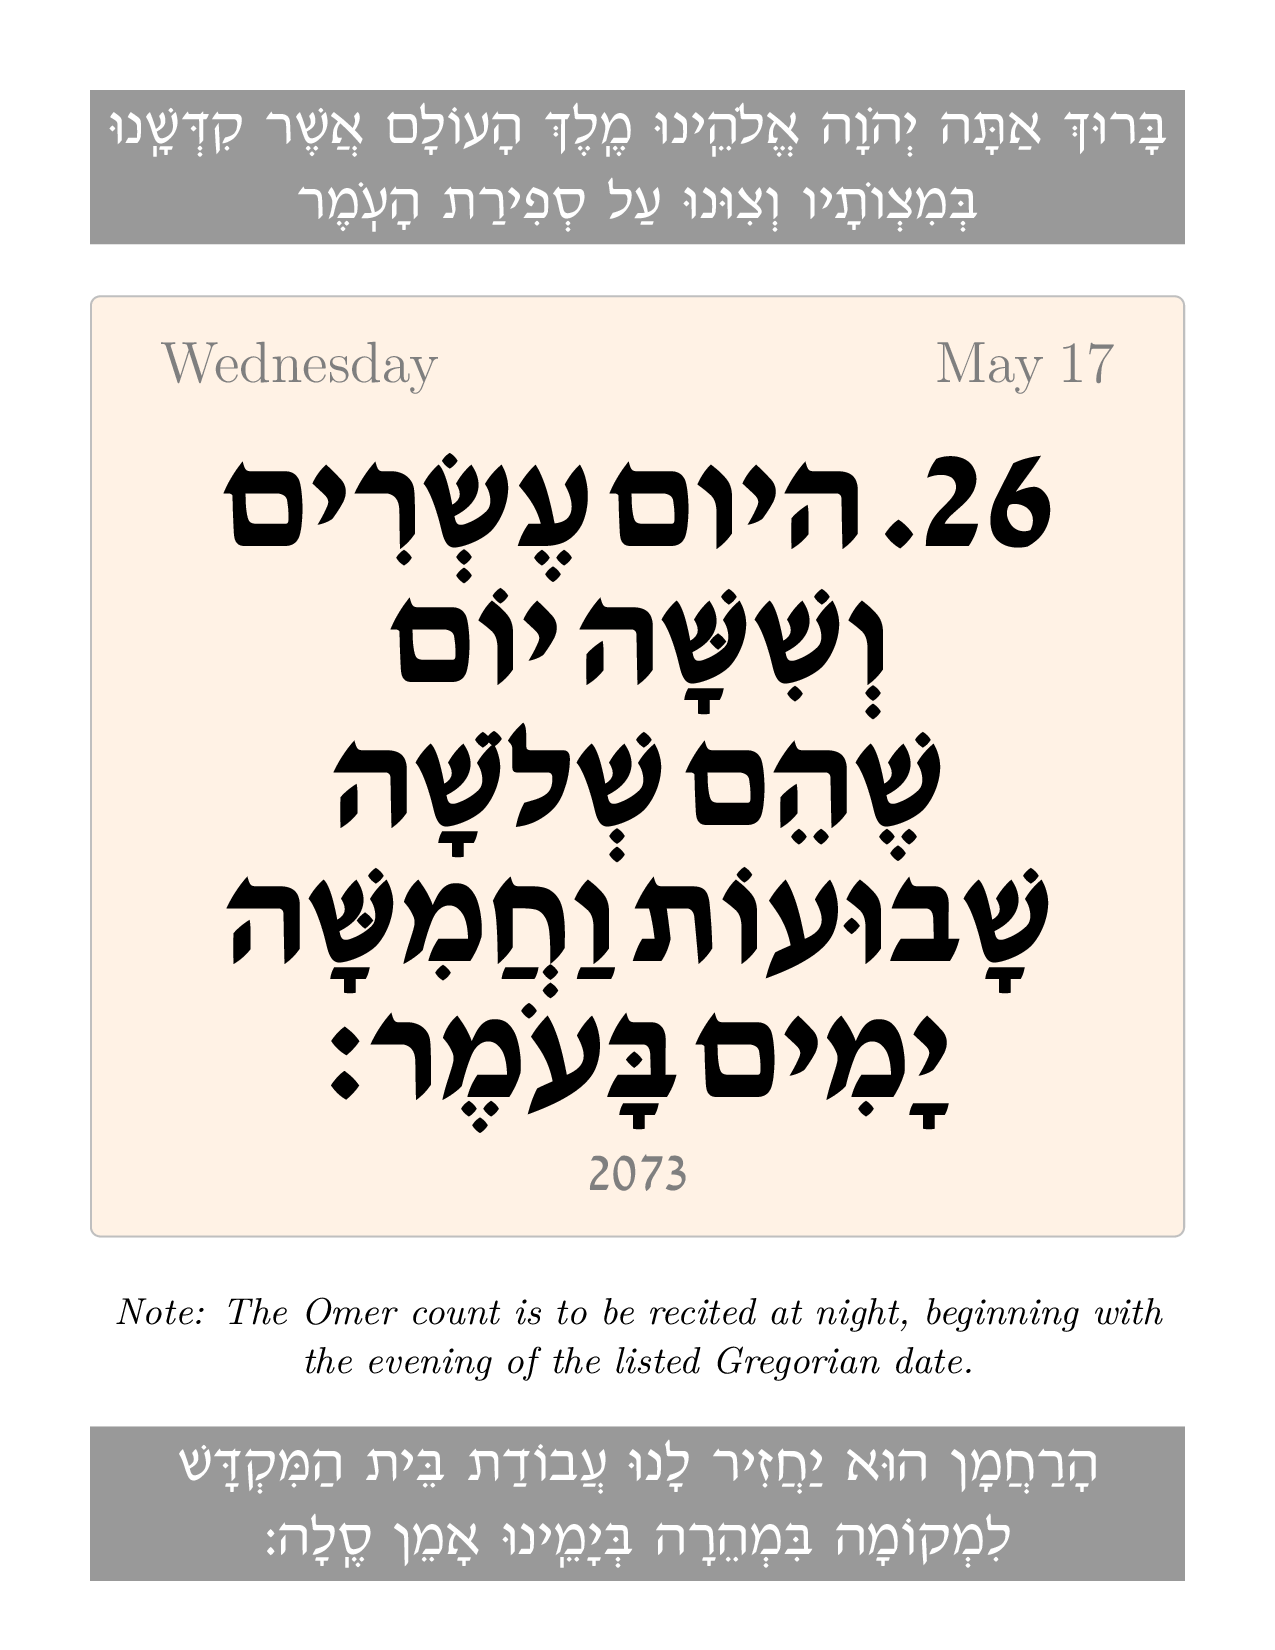 בָּרוּךְ אַתָּה יְהֹוָה אֱלֹהֵֽינוּ מֶֽלֶךְ הָעוֹלָם אֲשֶׁר קִדְּשָֽׁנוּ
בְּמִצְוֹתָיו וְצִוּנוּ עַל סְפִירַת הָעֹֽמֶר
Wednesday May 17
26. היום עֶשְׂרִים
וְשִׁשָּׁה יוֹם
שֶׁהֵם שְׁלֹשָׁה
שָׁבוּעוֹת וַחֲמִשָּׁה
יָמִים בָּעֹמֶר:
2073
Note: The Omer count is to be recited at night, beginning with
the evening of the listed Gregorian date.
הָרַחֲמָן הוּא יַחֲזִיר לָנוּ עֲבוֹדַת בֵּית הַמִּקְדָּשׁ
לִמְקוֹמָה בִּמְהֵרָה בְּיָמֵֽינוּ אָמֵן סֶֽלָה: